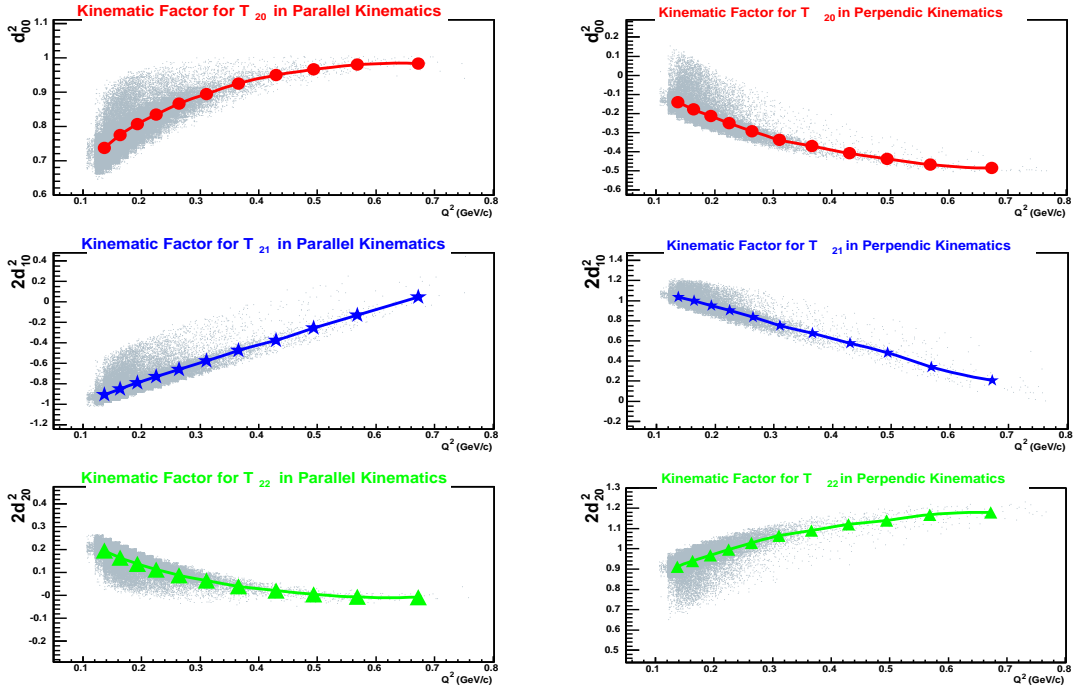 Kinematic Factor for T 20 in Parallel Kinematics
d²₀₀
1.1
1
0.9
0.8
0.7
0.6
0.1 0.2 0.3 0.4 0.5 0.6 0.7 0.8
Q² (GeV/c)
Kinematic Factor for T 20 in Perpendic Kinematics
d²₀₀
0.2
0.1
0
-0.1
-0.2
-0.3
-0.4
-0.5
-0.6
0.1 0.2 0.3 0.4 0.5 0.6 0.7 0.8
Q² (GeV/c)
Kinematic Factor for T 21 in Parallel Kinematics
2d²₁₀
0.4
0.2
0
-0.2
-0.4
-0.6
-0.8
-1
-1.2
0.1 0.2 0.3 0.4 0.5 0.6 0.7 0.8
Q² (GeV/c)
Kinematic Factor for T 21 in Perpendic Kinematics
2d²₁₀
1.4
1.2
1
0.8
0.6
0.4
0.2
0
-0.2
0.1 0.2 0.3 0.4 0.5 0.6 0.7 0.8
Q² (GeV/c)
Kinematic Factor for T 22 in Parallel Kinematics
2d²₂₀
0.4
0.3
0.2
0.1
-0
-0.1
-0.2
0.1 0.2 0.3 0.4 0.5 0.6 0.7 0.8
Q² (GeV/c)
Kinematic Factor for T 22 in Perpendic Kinematics
2d²₂₀
1.3
1.2
1.1
1
0.9
0.8
0.7
0.6
0.5
0.1 0.2 0.3 0.4 0.5 0.6 0.7 0.8
Q² (GeV/c)